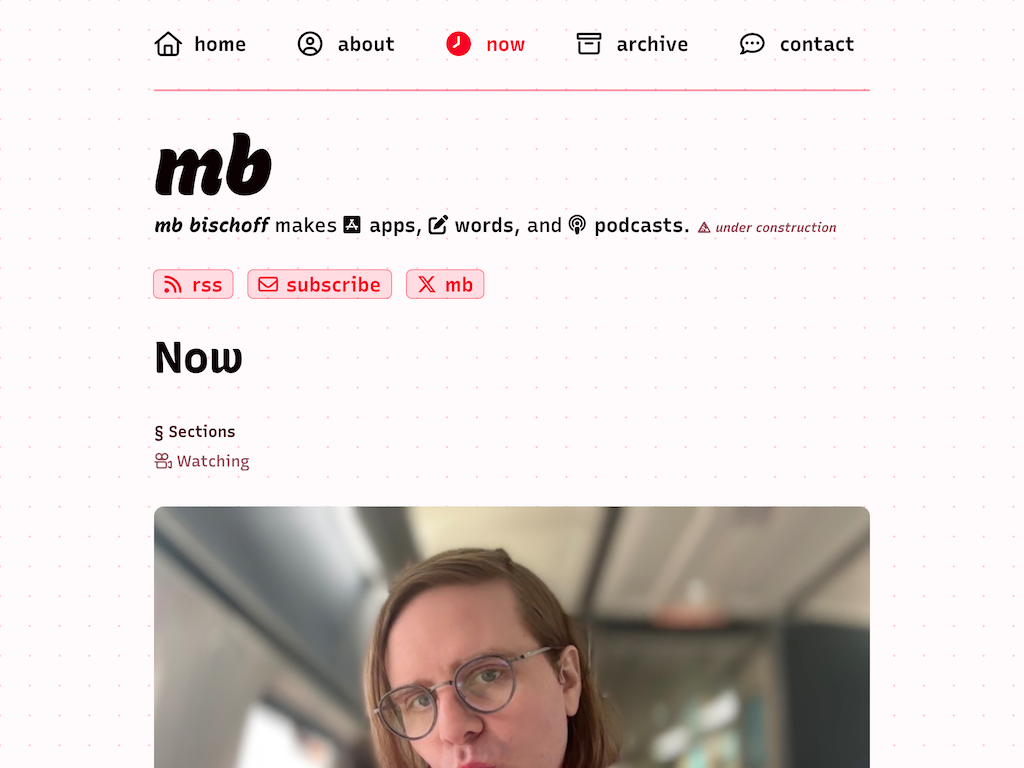 home about now archive contact
mb
mb bischoff makes apps, words, and podcasts. under construction
rss subscribe mb
Now
§ Sections
Watching